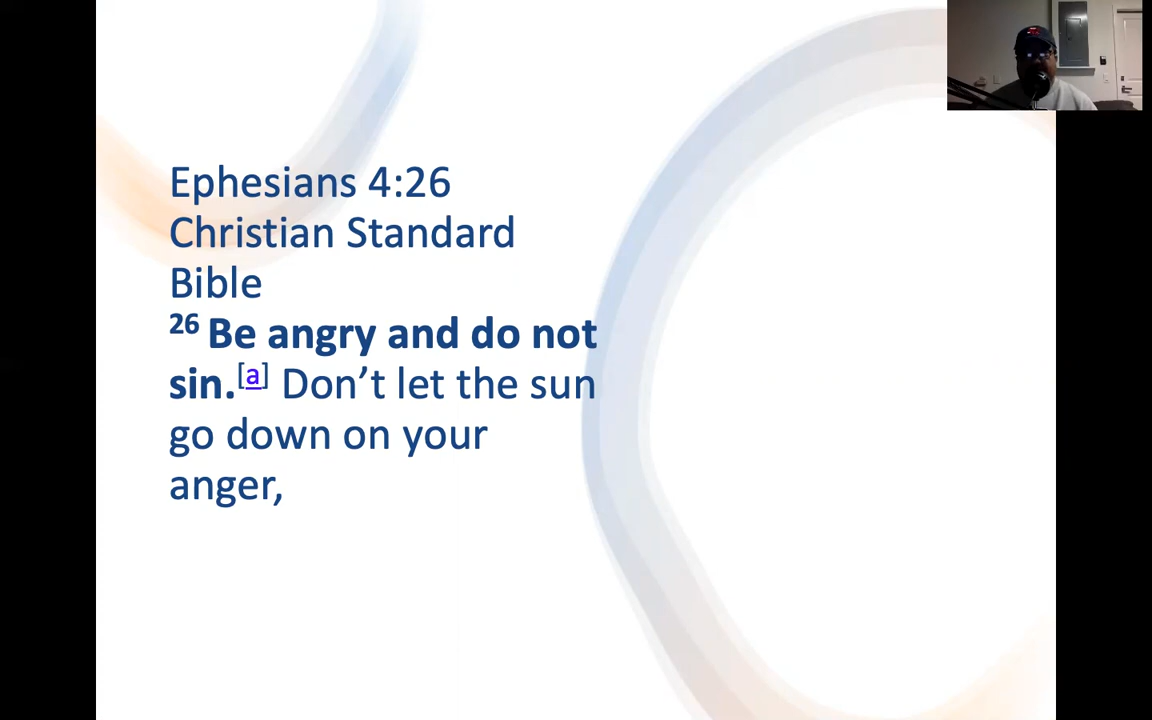 Ephesians 4:26
Christian Standard
Bible
26 Be angry and do not
sin.[a] Don’t let the sun
go down on your
anger,